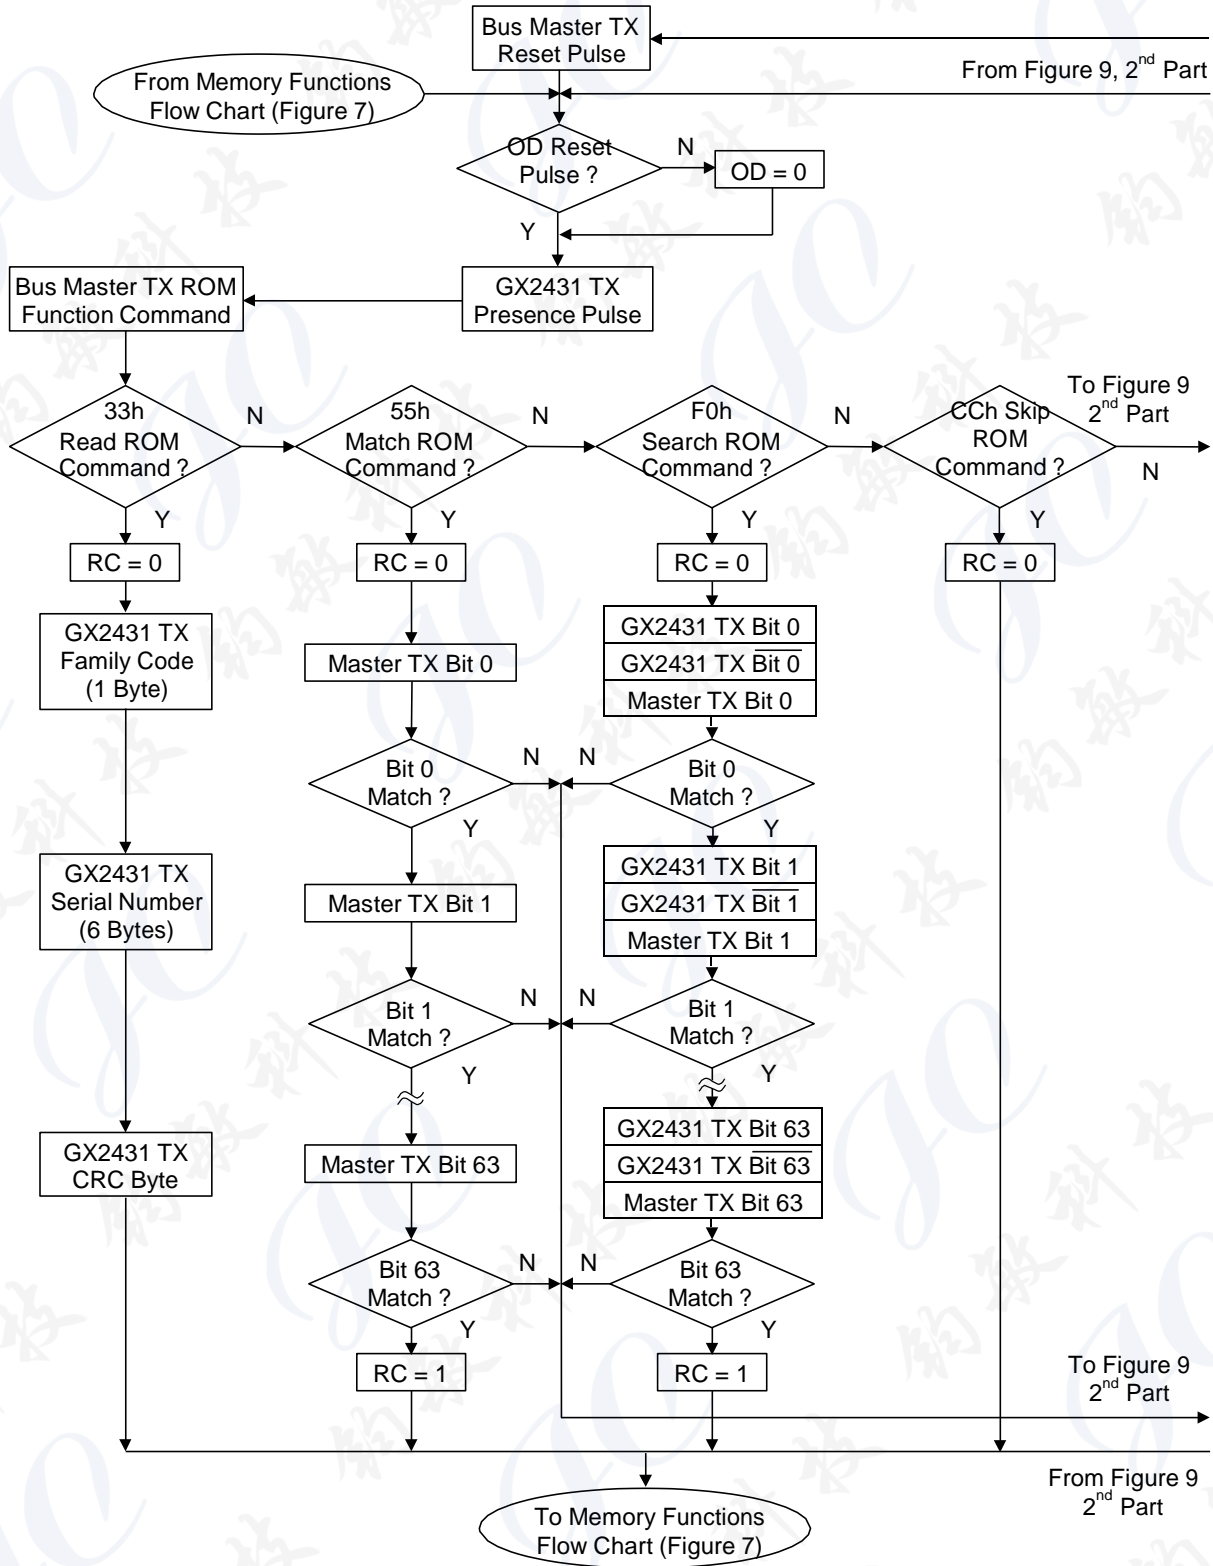 Bus Master TX
Reset Pulse
From Figure 9, 2nd Part
From Memory Functions
Flow Chart (Figure 7)
OD Reset
Pulse ?
N
OD = 0
Y
Bus Master TX ROM
Function Command
GX2431 TX
Presence Pulse
33h
Read ROM
Command ?
N
55h
Match ROM
Command ?
N
F0h
Search ROM
Command ?
N
CCh Skip
ROM
Command ?
To Figure 9
2nd Part
N
Y
Y
Y
Y
RC = 0
RC = 0
RC = 0
RC = 0
GX2431 TX
Family Code
(1 Byte)
Master TX Bit 0
GX2431 TX Bit 0
GX2431 TX B̅i̅t̅ ̅0̅
Master TX Bit 0
Bit 0
Match ?
N
N
Bit 0
Match ?
Y
Y
GX2431 TX
Serial Number
(6 Bytes)
Master TX Bit 1
GX2431 TX Bit 1
GX2431 TX B̅i̅t̅ ̅1̅
Master TX Bit 1
Bit 1
Match ?
N
N
Bit 1
Match ?
Y
Y
GX2431 TX
CRC Byte
Master TX Bit 63
GX2431 TX Bit 63
GX2431 TX B̅i̅t̅ ̅6̅3̅
Master TX Bit 63
Bit 63
Match ?
N
N
Bit 63
Match ?
Y
Y
RC = 1
RC = 1
To Figure 9
2nd Part
From Figure 9
2nd Part
To Memory Functions
Flow Chart (Figure 7)